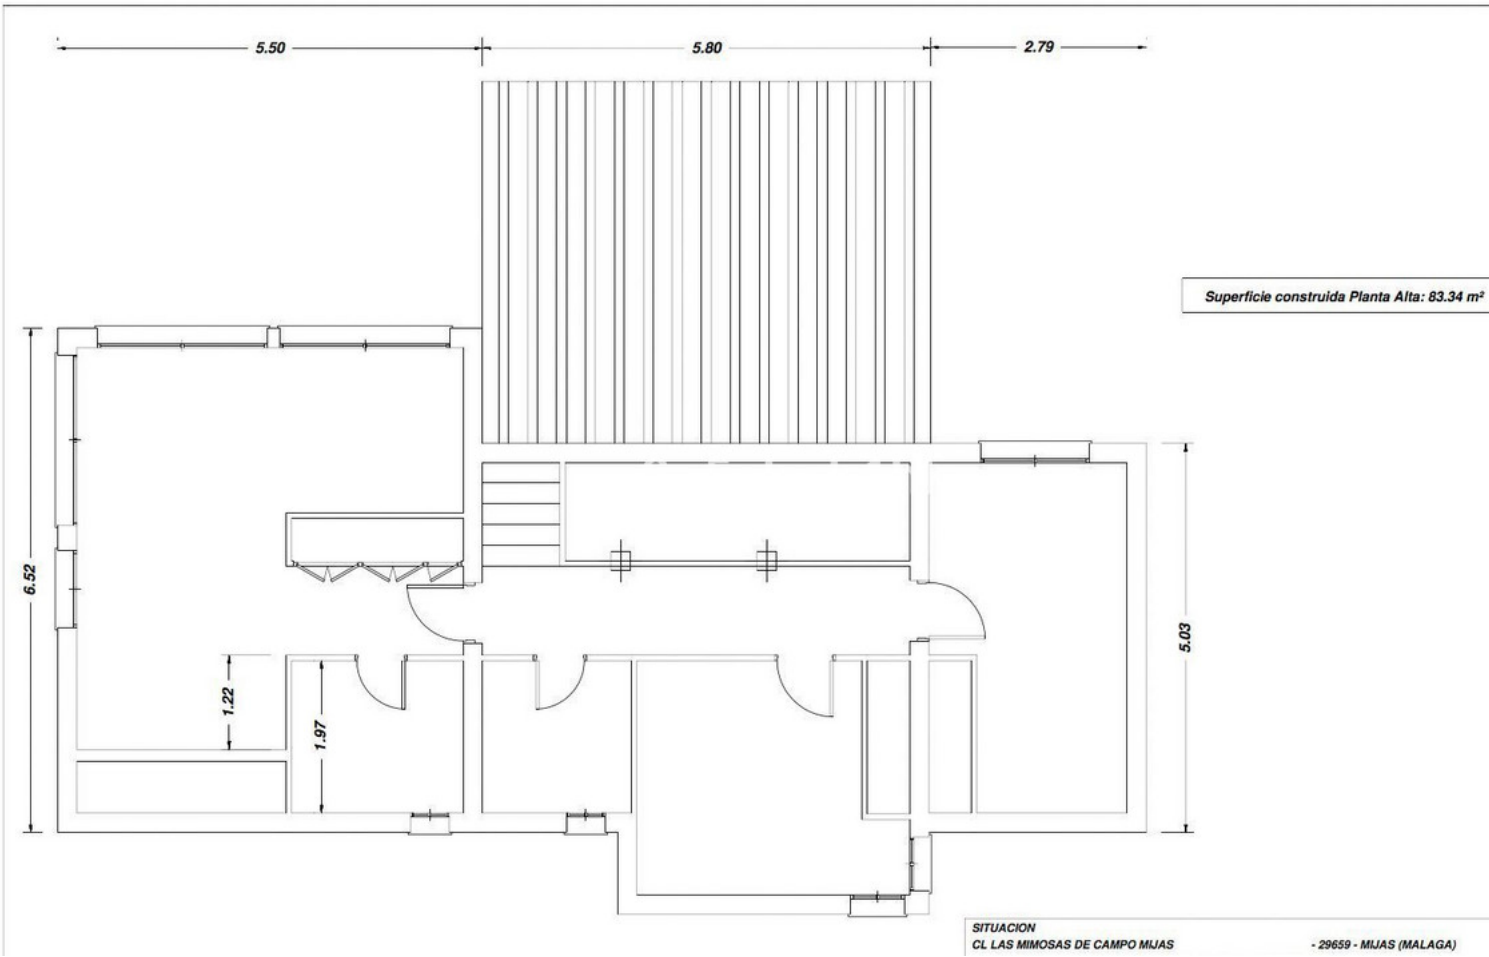 5.50
5.80
2.79
Superficie construida Planta Alta: 83.34 m²
6.52
5.03
1.22
1.97
SITUACION
CL LAS MIMOSAS DE CAMPO MIJAS - 29659 - MIJAS (MALAGA)